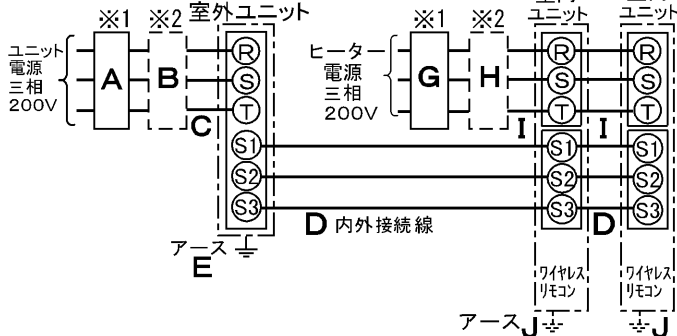 ※1 ※2 室外ユニット
ユニット
電源
三相
200V
A
B
C
R
S
T
S1
S2
S3
アース
E
D 内外接続線
※1 ※2
ヒーター
電源
三相
200V
G
H
I
ユニット
R
S
T
S1
S2
S3
ワイヤレス
リモコン
I
D
ユニット
R
S
T
S1
S2
S3
ワイヤレス
リモコン
アース J
J